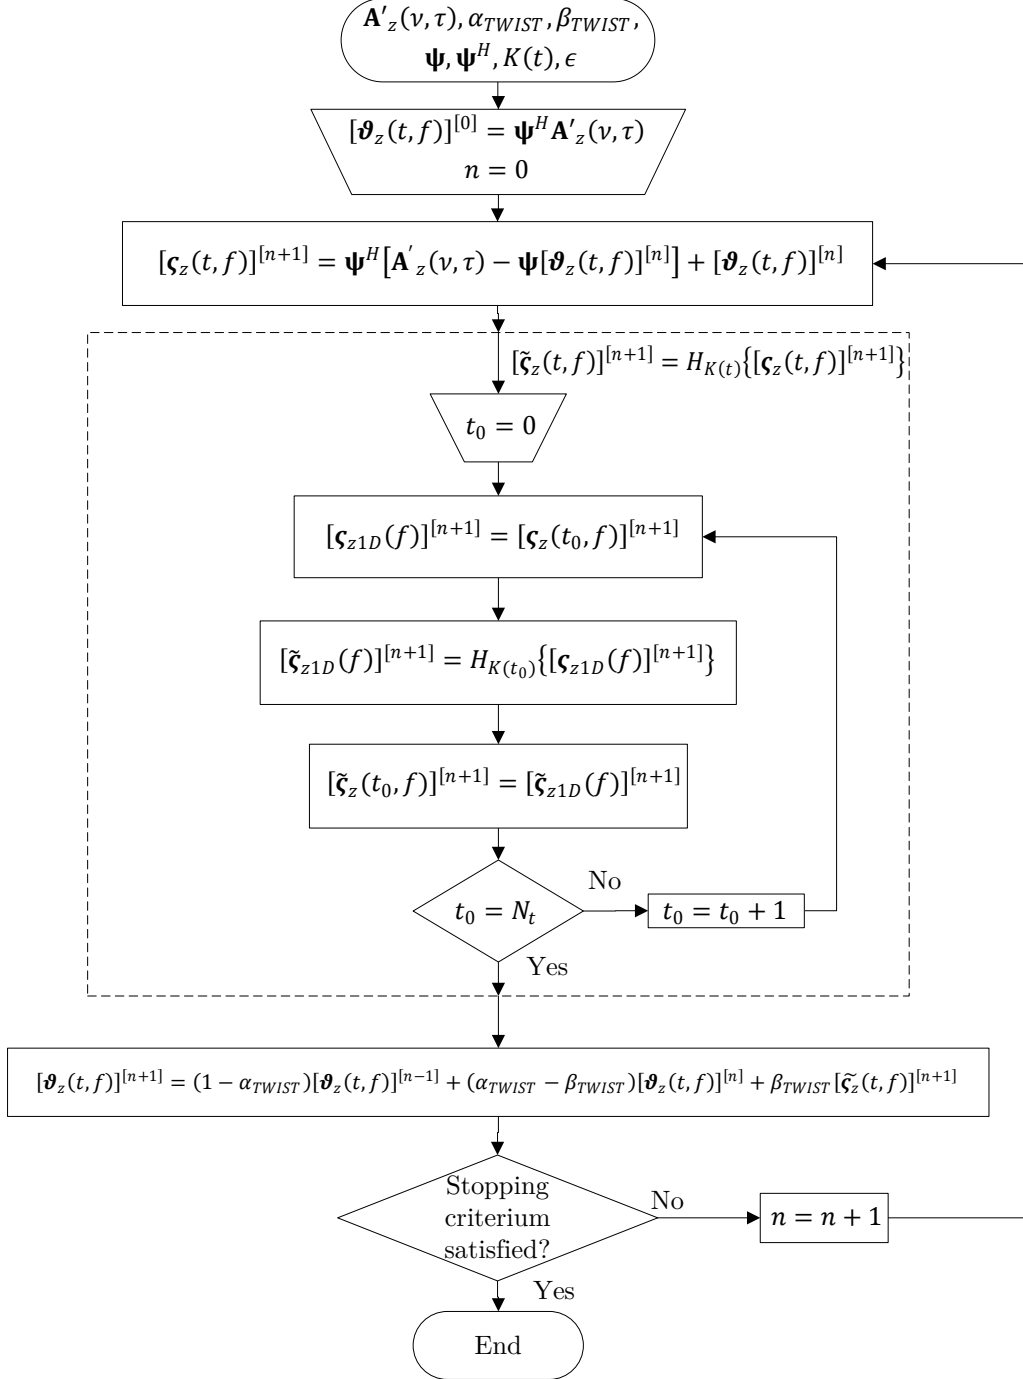 𝐀′_z(ν, τ), α_TWIST, β_TWIST,
𝛙, 𝛙^H, K(t), ϵ
[𝝑_z(t, f)]^[0] = 𝛙^H 𝐀′_z(ν, τ)
n = 0
[𝝇_z(t, f)]^[n+1] = 𝛙^H[𝐀′_z(ν, τ) − 𝛙[𝝑_z(t, f)]^[n]] + [𝝑_z(t, f)]^[n]
[𝝇̃_z(t, f)]^[n+1] = H_K(t){[𝝇_z(t, f)]^[n+1]}
t_0 = 0
[𝝇_z1D(f)]^[n+1] = [𝝇_z(t_0, f)]^[n+1]
[𝝇̃_z1D(f)]^[n+1] = H_K(t_0){[𝝇_z1D(f)]^[n+1]}
[𝝇̃_z(t_0, f)]^[n+1] = [𝝇̃_z1D(f)]^[n+1]
t_0 = N_t
No
t_0 = t_0 + 1
Yes
[𝝑_z(t, f)]^[n+1] = (1 − α_TWIST)[𝝑_z(t, f)]^[n−1] + (α_TWIST − β_TWIST)[𝝑_z(t, f)]^[n] + β_TWIST[𝝇̃_z(t, f)]^[n+1]
Stopping
criterium
satisfied?
No
n = n + 1
Yes
End